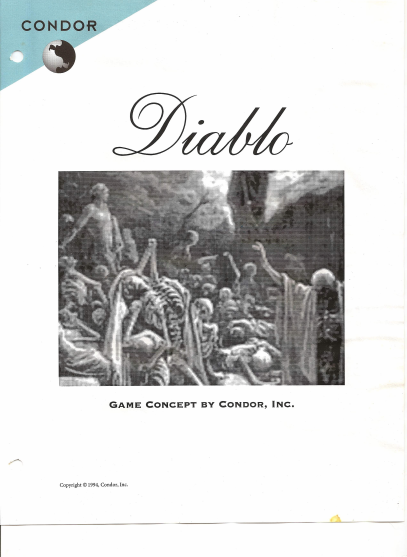 CONDOR
Diablo
GAME CONCEPT BY CONDOR, INC.
Copyright © 1994, Condor, Inc.